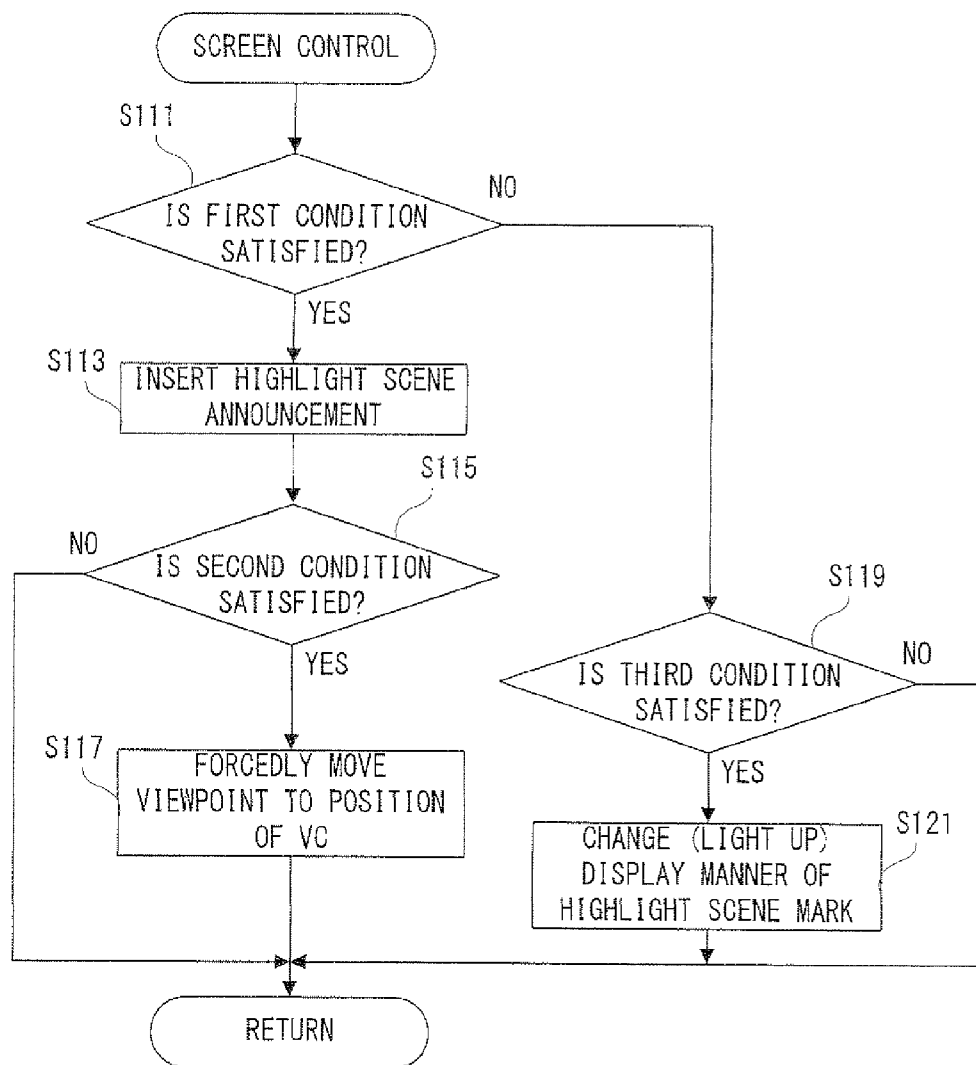 SCREEN CONTROL
S111
NO
IS FIRST CONDITION
SATISFIED?
YES
S113
INSERT HIGHLIGHT SCENE
ANNOUNCEMENT
S115
NO
IS SECOND CONDITION
SATISFIED?
YES
S119
NO
IS THIRD CONDITION
SATISFIED?
YES
S117
FORCEDLY MOVE
VIEWPOINT TO POSITION
OF VC
S121
CHANGE (LIGHT UP)
DISPLAY MANNER OF
HIGHLIGHT SCENE MARK
RETURN